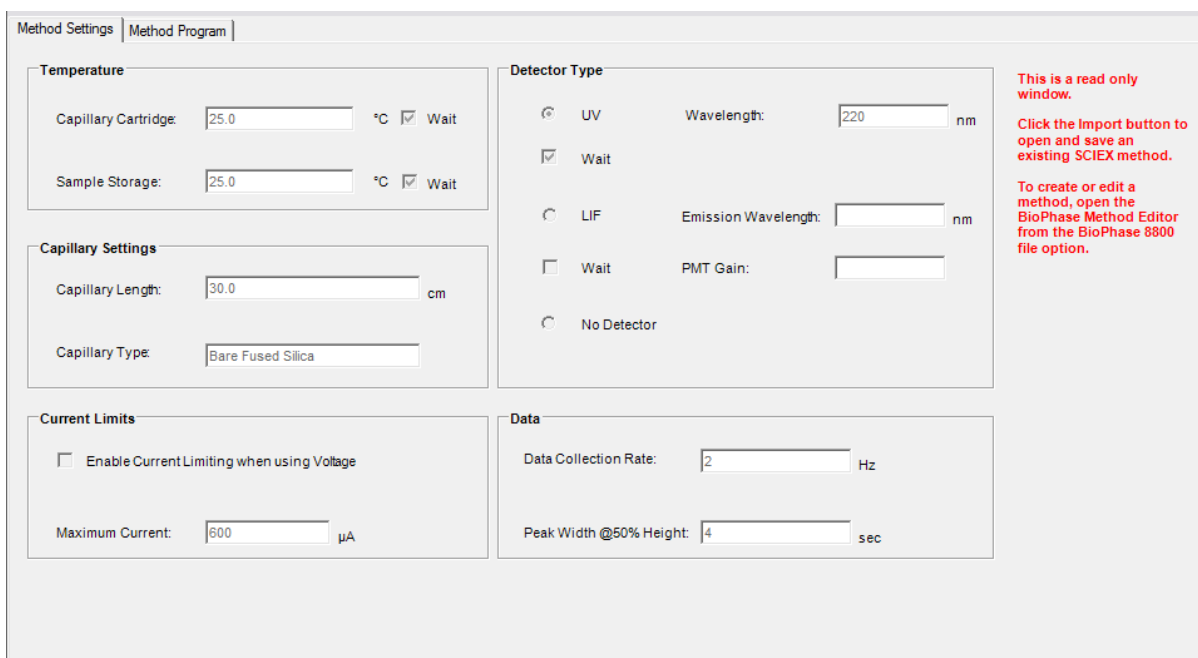 Method Settings
Method Program
Temperature
Capillary Cartridge: 25.0 °C Wait
Sample Storage: 25.0 °C Wait
Capillary Settings
Capillary Length: 30.0 cm
Capillary Type: Bare Fused Silica
Current Limits
Enable Current Limiting when using Voltage
Maximum Current: 600 µA
Detector Type
UV Wavelength: 220 nm
Wait
LIF Emission Wavelength: nm
Wait PMT Gain:
No Detector
Data
Data Collection Rate: 2 Hz
Peak Width @50% Height: 4 sec
This is a read only
window.
Click the Import button to
open and save an
existing SCIEX method.
To create or edit a
method, open the
BioPhase Method Editor
from the BioPhase 8800
file option.